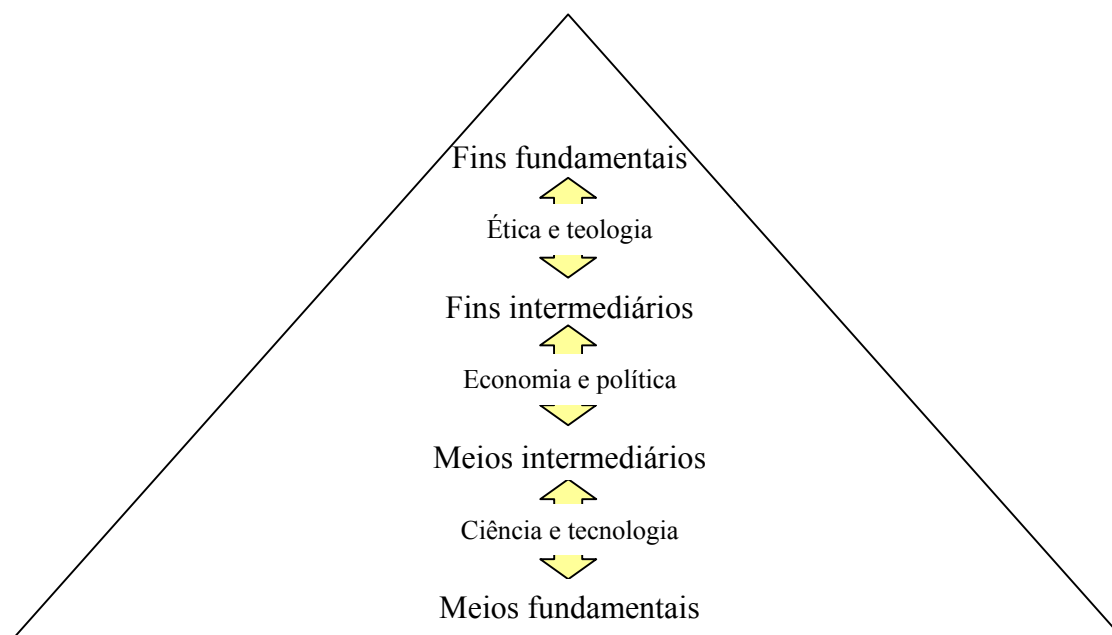 Fins fundamentais
Ética e teologia
Fins intermediários
Economia e política
Meios intermediários
Ciência e tecnologia
Meios fundamentais